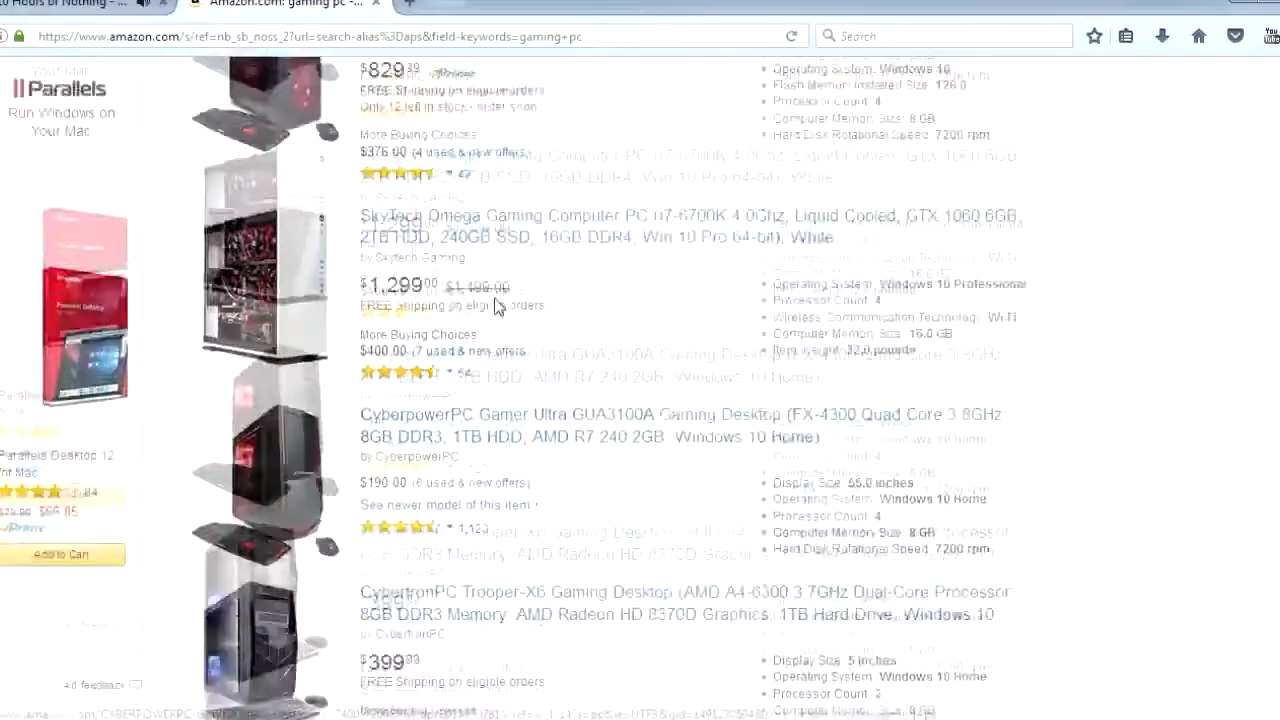 10 Hours of Nothing - ...
Amazon.com: gaming pc -...
https://www.amazon.com/s/ref=nb_sb_noss_2?url=search-alias%3Daps&field-keywords=gaming+pc
Search
You
Parallels
Run Windows on
Your Mac
Parallels Desktop 12
for Mac
84
$66.85
Prime
Add to Cart
Ad feedback
$829.99
FREE Shipping on eligible orders
Only 12 left in stock - order soon.
More Buying Choices
$376.00 (4 used & new offers)
Operating System: Windows 10
Flash Memory Installed Size: 128.0
Processor Count: 4
Computer Memory Size: 8 GB
Hard Disk Rotational Speed: 7200 rpm
SkyTech Omega Gaming Computer PC (i7-6700K 4.0Ghz, Liquid Cooled, GTX 1060 6GB,
2TB HDD, 240GB SSD, 16GB DDR4, Win 10 Pro 64-bit), White
by Skytech Gaming
$1,299.00 $1,499.00
FREE Shipping on eligible orders
More Buying Choices
$400.00 (7 used & new offers)
54
Operating System: Windows 10 Professional
Processor Count: 4
Wireless Communication Technology: Wi-Fi
Computer Memory Size: 16.0 GB
Item Weight: 32.0 pounds
CyberpowerPC Gamer Ultra GUA3100A Gaming Desktop (FX-4300 Quad Core 3.8GHz
8GB DDR3, 1TB HDD, AMD R7 240 2GB Windows 10 Home)
by CyberpowerPC
$190.00 (6 used & new offers)
See newer model of this item
1,123
Display Size: 55.0 inches
Operating System: Windows 10 Home
Processor Count: 4
Computer Memory Size: 8 GB
Hard Disk Rotational Speed: 7200 rpm
CybertronPC Trooper-X6 Gaming Desktop (AMD A4-6300 3.7GHz Dual-Core Processor
8GB DDR3 Memory AMD Radeon HD 8370D Graphics 1TB Hard Drive, Windows 10
by CybertronPC
$399.99
FREE Shipping on eligible orders
Display Size: 5 inches
Operating System: Windows 10 Home
Processor Count: 2